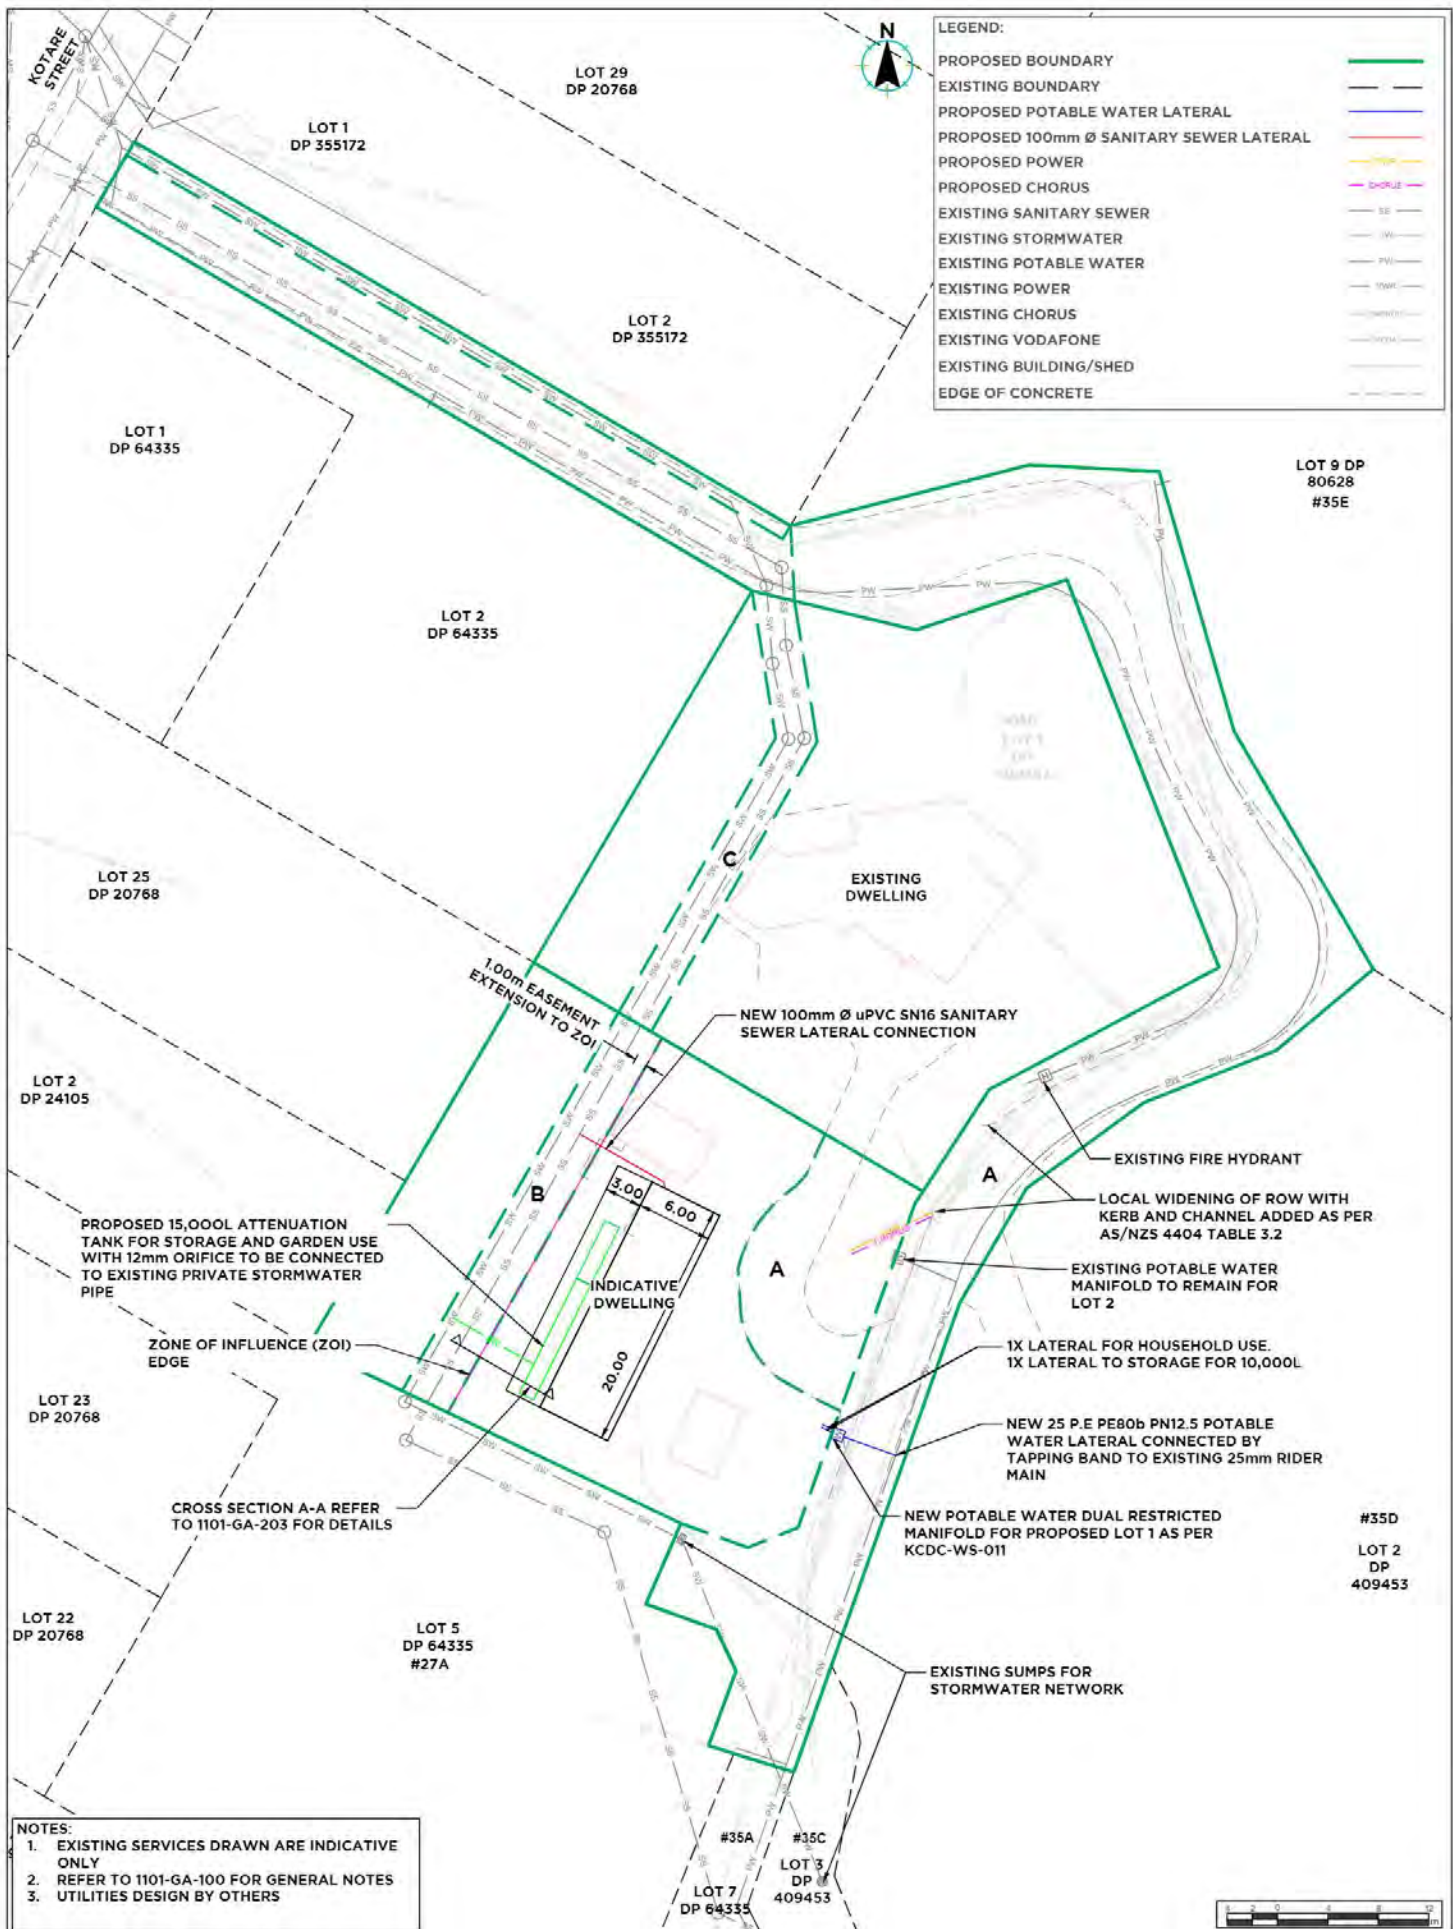 KOTARE
STREET
LOT 29
DP 20768
LOT 1
DP 355172
N
LEGEND:
PROPOSED BOUNDARY
EXISTING BOUNDARY
PROPOSED POTABLE WATER LATERAL
PROPOSED 100mm Ø SANITARY SEWER LATERAL
PROPOSED POWER
PROPOSED CHORUS
CHORUS
EXISTING SANITARY SEWER
SS
EXISTING STORMWATER
SW
EXISTING POTABLE WATER
PW
EXISTING POWER
EXISTING CHORUS
EXISTING VODAFONE
EXISTING BUILDING/SHED
EDGE OF CONCRETE
LOT 2
DP 355172
LOT 1
DP 64335
LOT 9 DP
80628
#35E
LOT 2
DP 64335
LOT 25
DP 20768
C
EXISTING
DWELLING
1.00m EASEMENT
EXTENSION TO ZOI
NEW 100mm Ø uPVC SN16 SANITARY
SEWER LATERAL CONNECTION
LOT 2
DP 24105
EXISTING FIRE HYDRANT
A
LOCAL WIDENING OF ROW WITH
KERB AND CHANNEL ADDED AS PER
AS/NZS 4404 TABLE 3.2
B
3.00
6.00
PROPOSED 15,000L ATTENUATION
TANK FOR STORAGE AND GARDEN USE
WITH 12mm ORIFICE TO BE CONNECTED
TO EXISTING PRIVATE STORMWATER
PIPE
A
EXISTING POTABLE WATER
MANIFOLD TO REMAIN FOR
LOT 2
INDICATIVE
DWELLING
20.00
ZONE OF INFLUENCE (ZOI)
EDGE
1X LATERAL FOR HOUSEHOLD USE.
1X LATERAL TO STORAGE FOR 10,000L
LOT 23
DP 20768
NEW 25 P.E PE80b PN12.5 POTABLE
WATER LATERAL CONNECTED BY
TAPPING BAND TO EXISTING 25mm RIDER
MAIN
CROSS SECTION A-A REFER
TO 1101-GA-203 FOR DETAILS
NEW POTABLE WATER DUAL RESTRICTED
MANIFOLD FOR PROPOSED LOT 1 AS PER
KCDC-WS-011
#35D
LOT 2
DP
409453
LOT 22
DP 20768
LOT 5
DP 64335
#27A
EXISTING SUMPS FOR
STORMWATER NETWORK
NOTES:
1. EXISTING SERVICES DRAWN ARE INDICATIVE
ONLY
2. REFER TO 1101-GA-100 FOR GENERAL NOTES
3. UTILITIES DESIGN BY OTHERS
#35A
#35C
LOT 3
DP
409453
LOT 7
DP 64335